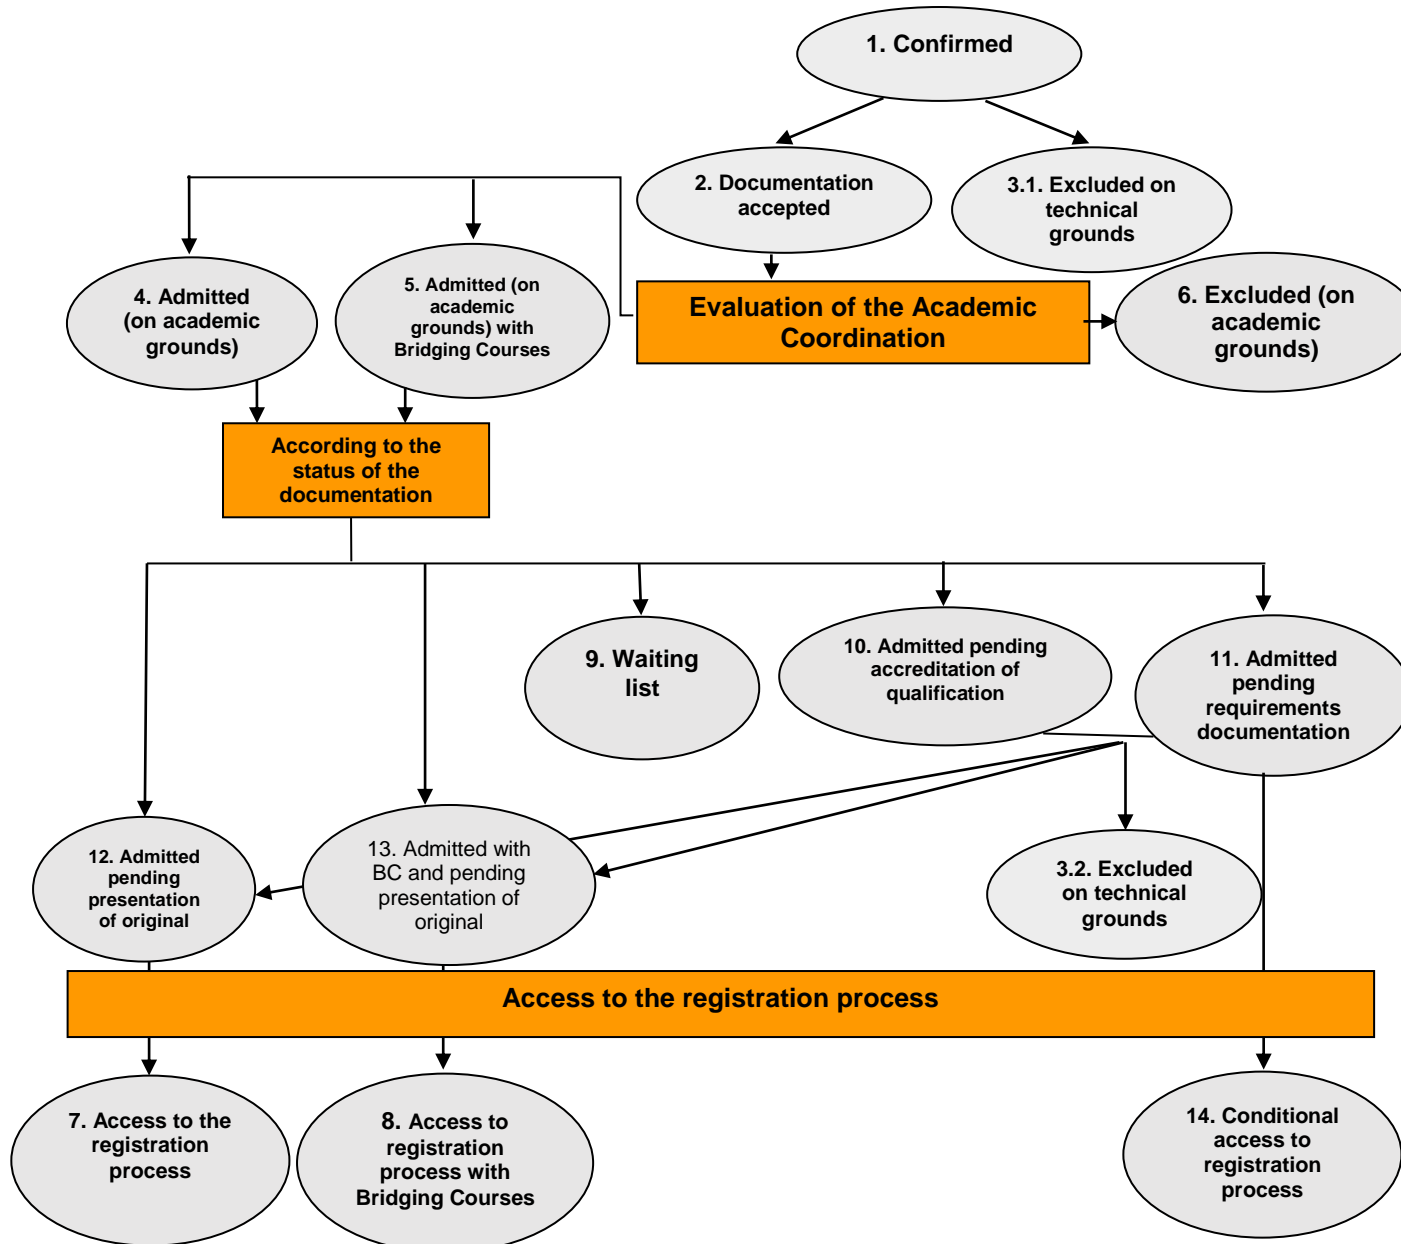 1. Confirmed
2. Documentation
accepted
3.1. Excluded on
technical
grounds
4. Admitted
(on academic
grounds)
5. Admitted (on
academic
grounds) with
Bridging Courses
Evaluation of the Academic
Coordination
6. Excluded (on
academic
grounds)
According to the
status of the
documentation
9. Waiting
list
10. Admitted pending
accreditation of
qualification
11. Admitted
pending
requirements
documentation
12. Admitted
pending
presentation
of original
13. Admitted with
BC and pending
presentation of
original
3.2. Excluded
on technical
grounds
Access to the registration process
7. Access to the
registration
process
8. Access to
registration
process with
Bridging Courses
14. Conditional
access to
registration
process